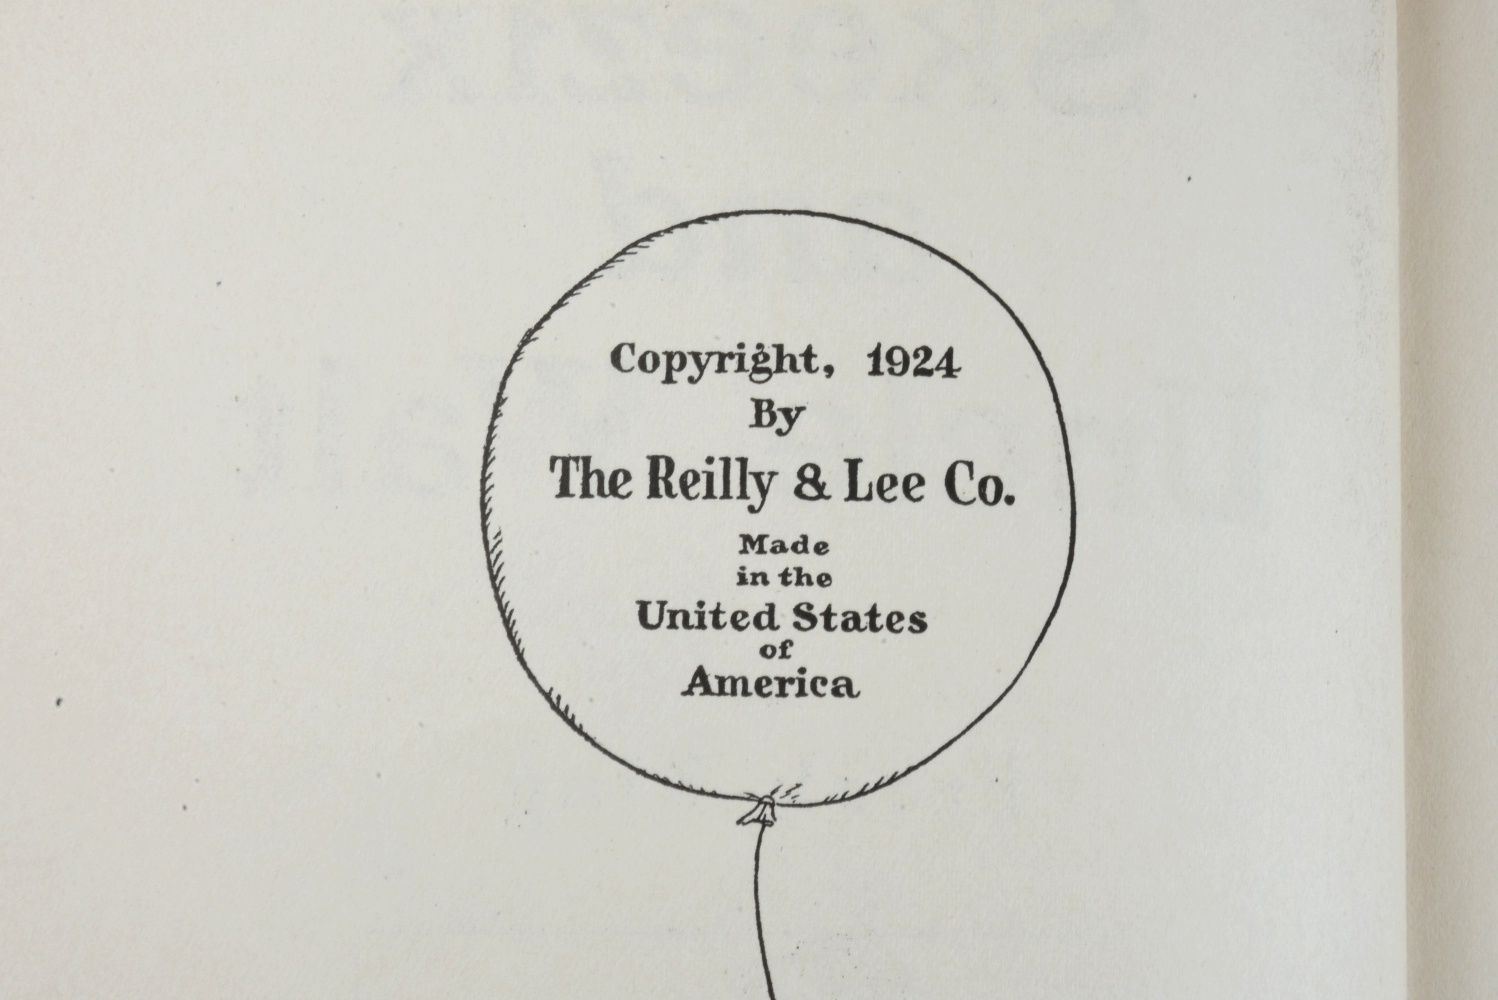 Copyright, 1924
By
The Reilly & Lee Co.
Made
in the
United States
of
America